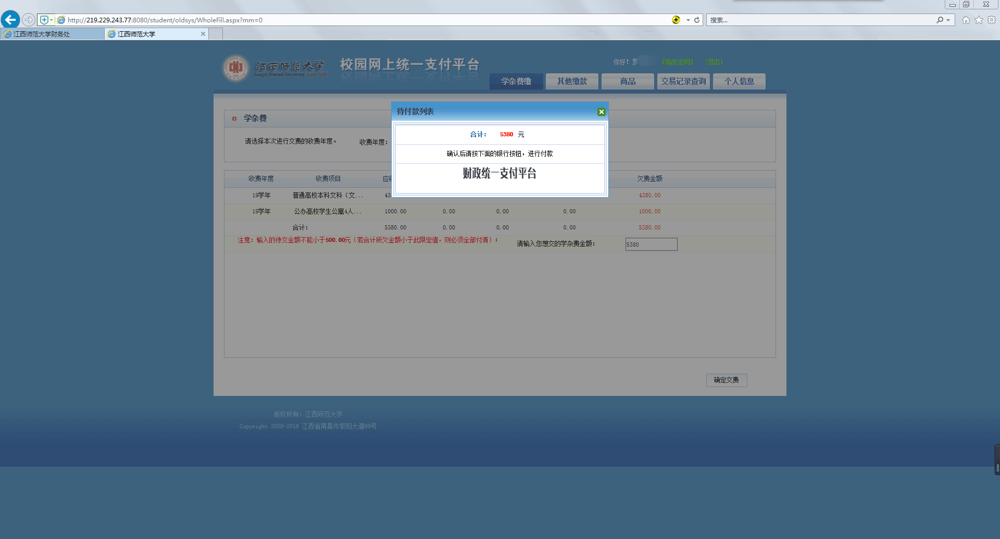 http://219.229.243.77:8080/student/oldsys/WholeFill.aspx?mm=0
搜索...
江西师范大学财务处
江西师范大学
江西师范大学
Jiangxi Normal University Since 1940
校园网上统一支付平台
你好！罗
[修改密码] [退出]
学杂费缴 其他缴款 商品 交易记录查询 个人信息
学杂费
请选择本次进行交费的收费年度。 收费年度：
待付款列表
合计： 5380 元
确认后请按下面的银行按钮，进行付款
财政统一支付平台
收费年度 收费项目 应 欠费金额
19学年 普通高校本科文科（文... 43 4380.00
19学年 公办高校学生公寓4人... 1000.00 0.00 0.00 0.00 1000.00
合计： 5380.00 0.00 0.00 0.00 5380.00
注意：输入的待交金额不能小于500.00元（若合计所欠金额小于此限定值，则必须全部付清）； 请输入您想交的学杂费金额： 5380
确定交费
版权所有：江西师范大学
Copyright 2008-2016 江西省南昌市紫阳大道99号